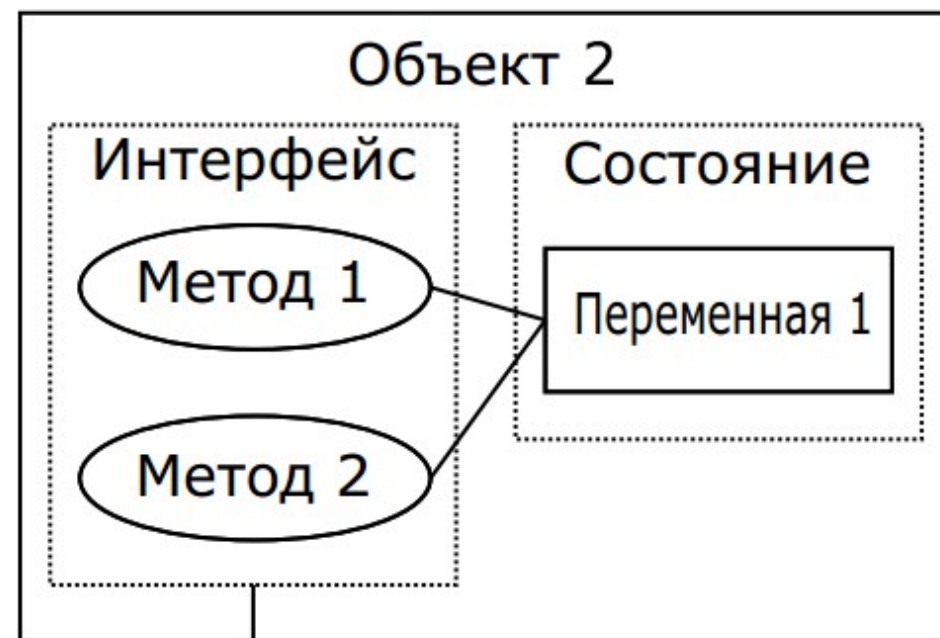 Объект 2
Интерфейс
Состояние
Метод 1
Переменная 1
Метод 2